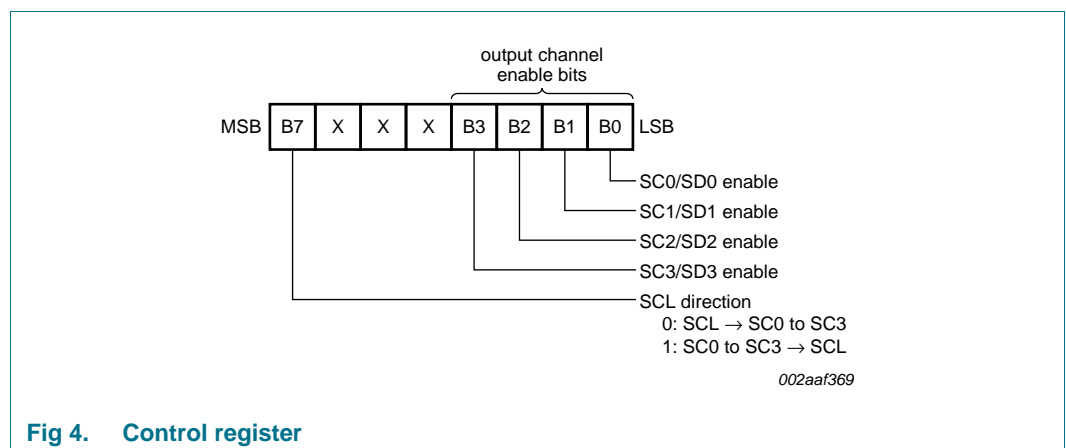 output channel
enable bits
MSB B7 X X X B3 B2 B1 B0 LSB
SC0/SD0 enable
SC1/SD1 enable
SC2/SD2 enable
SC3/SD3 enable
SCL direction
0: SCL → SC0 to SC3
1: SC0 to SC3 → SCL
002aaf369
Fig 4. Control register